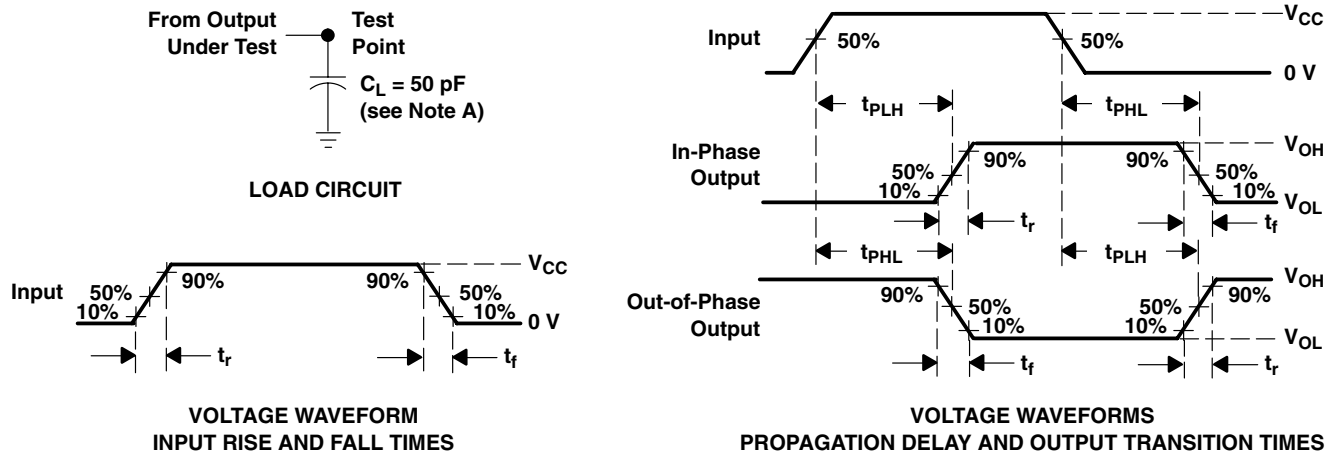 From Output
Under Test
Test
Point
C_L = 50 pF
(see Note A)
LOAD CIRCUIT
Input
50%
10%
90%
90%
50%
10%
V_CC
0 V
t_r
t_f
VOLTAGE WAVEFORM
INPUT RISE AND FALL TIMES
Input
50%
50%
V_CC
0 V
t_PLH
t_PHL
In-Phase
Output
50%
10%
90%
90%
50%
10%
V_OH
V_OL
t_r
t_f
t_PHL
t_PLH
Out-of-Phase
Output
90%
50%
10%
50%
10%
90%
V_OH
V_OL
t_f
t_r
VOLTAGE WAVEFORMS
PROPAGATION DELAY AND OUTPUT TRANSITION TIMES